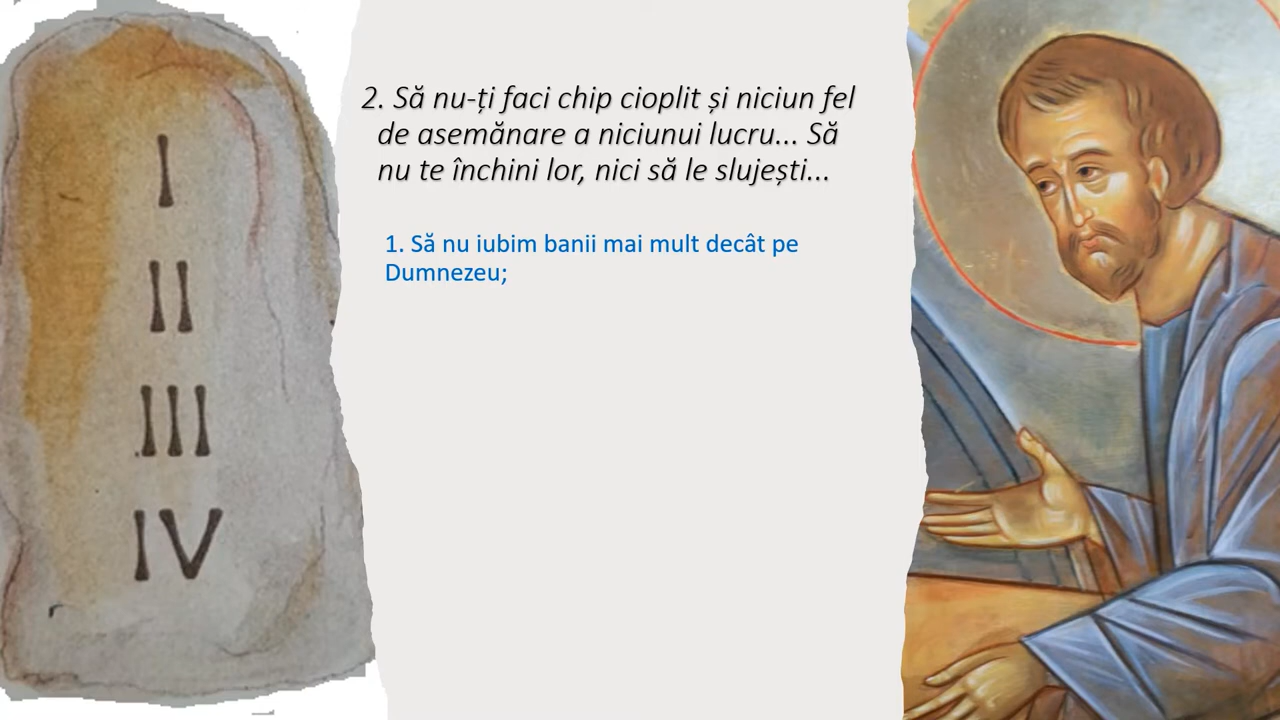 I
II
III
IV
2. Să nu-ți faci chip cioplit și niciun fel
de asemănare a niciunui lucru... Să
nu te închini lor, nici să le slujești...
1. Să nu iubim banii mai mult decât pe
Dumnezeu;